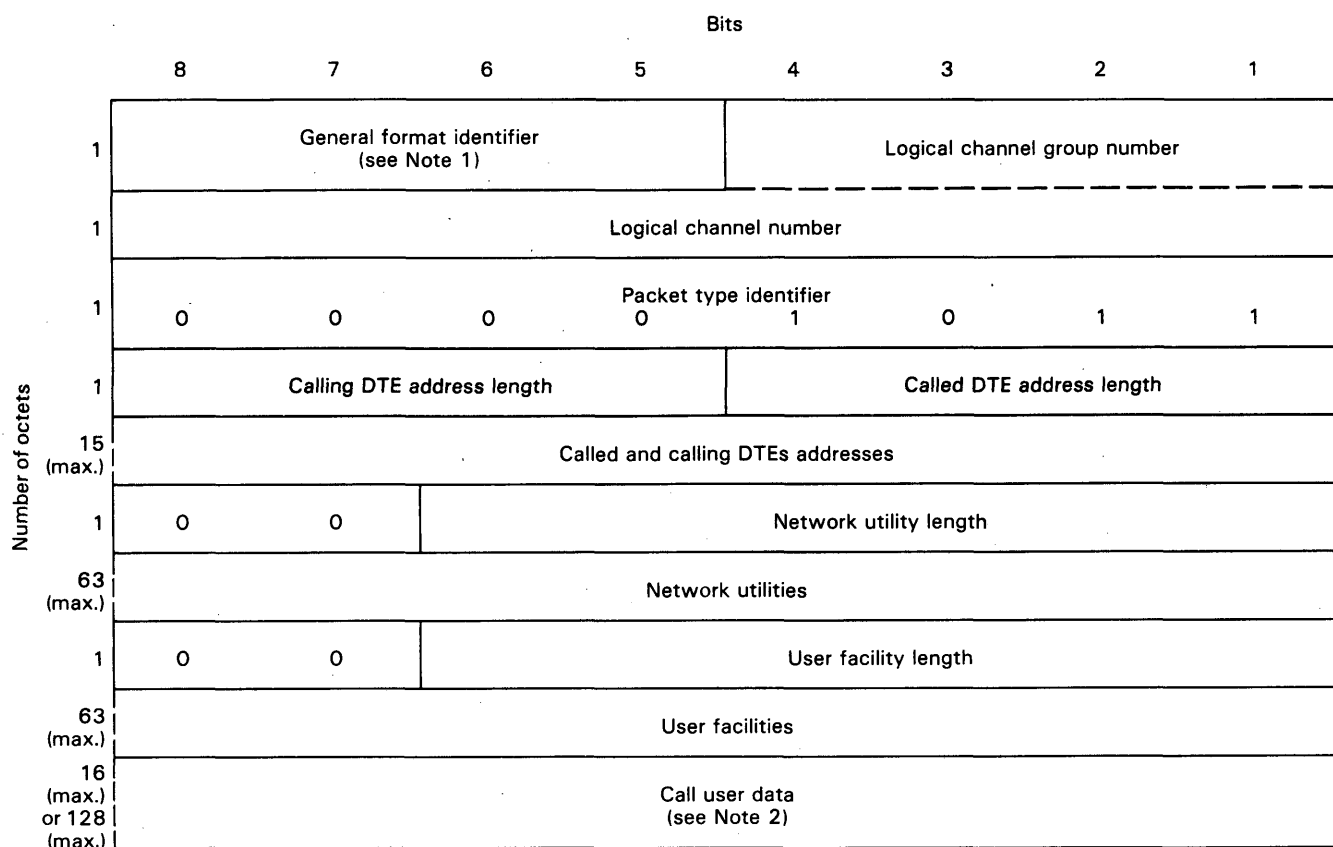 Bits
8 7 6 5 4 3 2 1
1 General format identifier
(see Note 1)
Logical channel group number
1 Logical channel number
1 Packet type identifier
0 0 0 0 1 0 1 1
1 Calling DTE address length Called DTE address length
15
(max.)
Called and calling DTEs addresses
1 0 0 Network utility length
63
(max.)
Network utilities
1 0 0 User facility length
63
(max.)
User facilities
16
(max.)
or 128
(max.)
Call user data
(see Note 2)
Number of octets